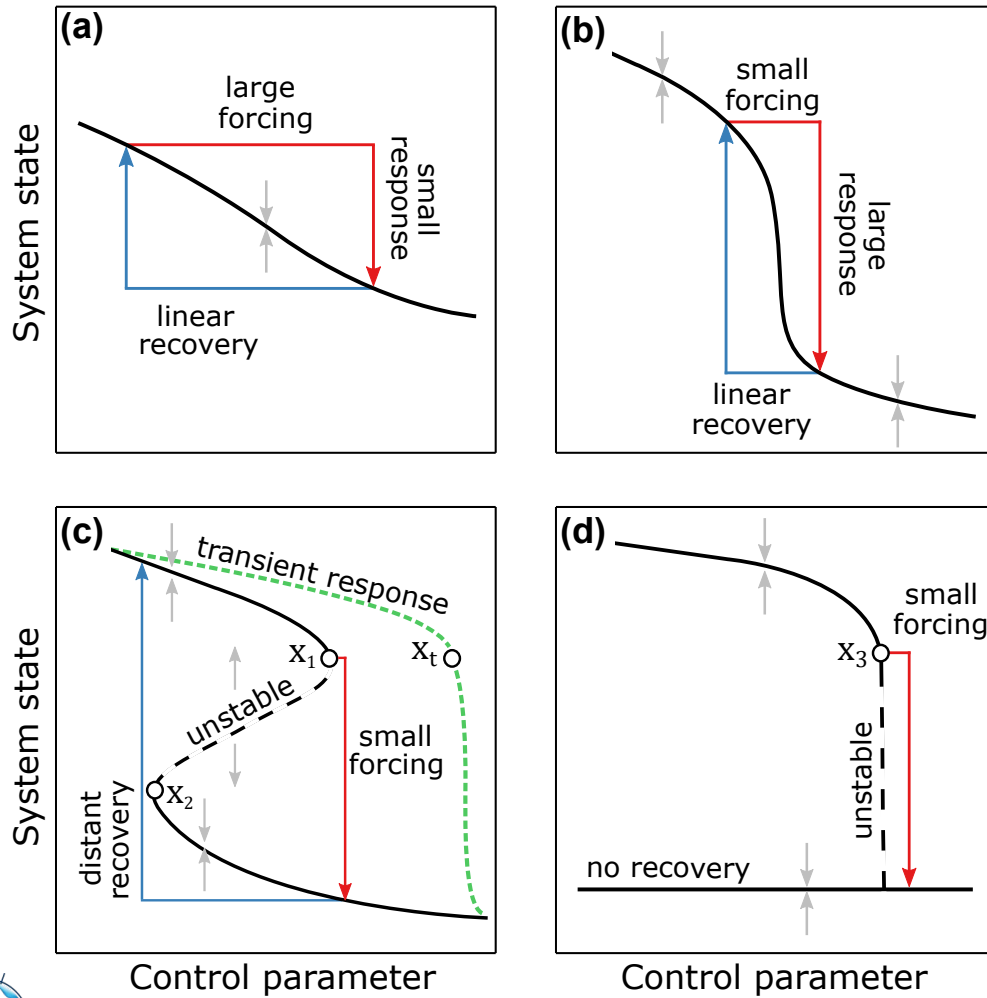 (a)
large
forcing
small
response
linear
recovery
System state
(b)
small
forcing
large
response
linear
recovery
(c)
transient response
x₁
xₜ
unstable
small
forcing
x₂
distant
recovery
System state
Control parameter
(d)
small
forcing
x₃
unstable
no recovery
Control parameter